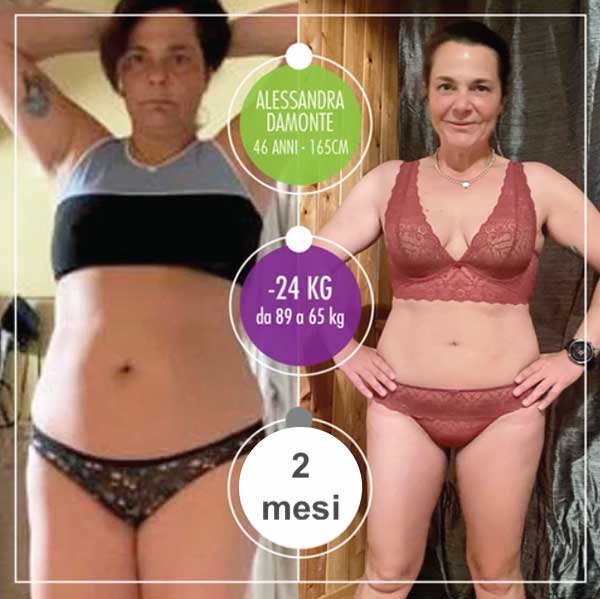 ALESSANDRA
DAMONTE
46 ANNI - 165CM
-24 KG
da 89 a 65 kg
2
mesi